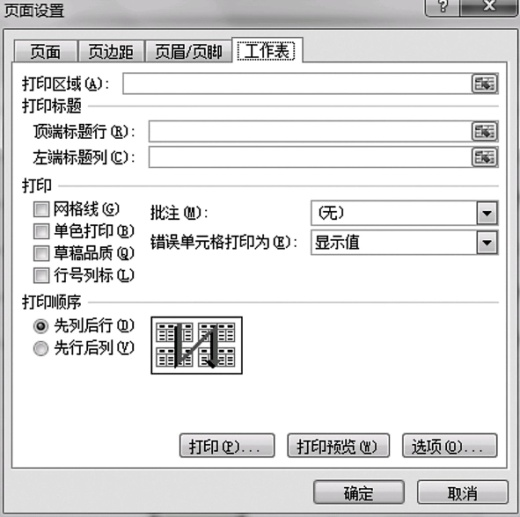 页面设置
页面 页边距 页眉/页脚 工作表
打印区域(A):
打印标题
顶端标题行(R):
左端标题列(C):
打印
网格线(G) 批注(M): (无)
单色打印(B)
错误单元格打印为(E): 显示值
草稿品质(Q)
行号列标(L)
打印顺序
先列后行(D)
先行后列(V)
打印(P)... 打印预览(W) 选项(O)...
确定 取消